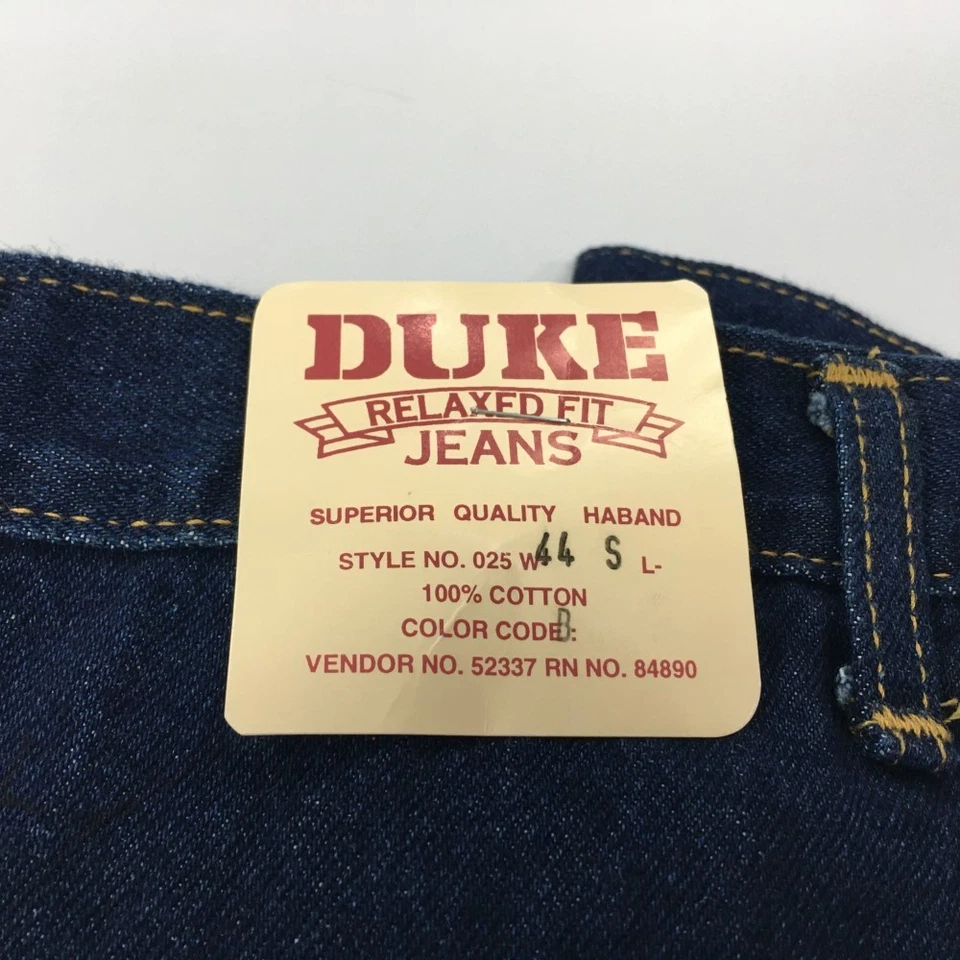 DUKE
RELAXED FIT
JEANS
SUPERIOR QUALITY HABAND
STYLE NO. 025 W 44 S L-
100% COTTON
COLOR CODE B:
VENDOR NO. 52337 RN NO. 84890